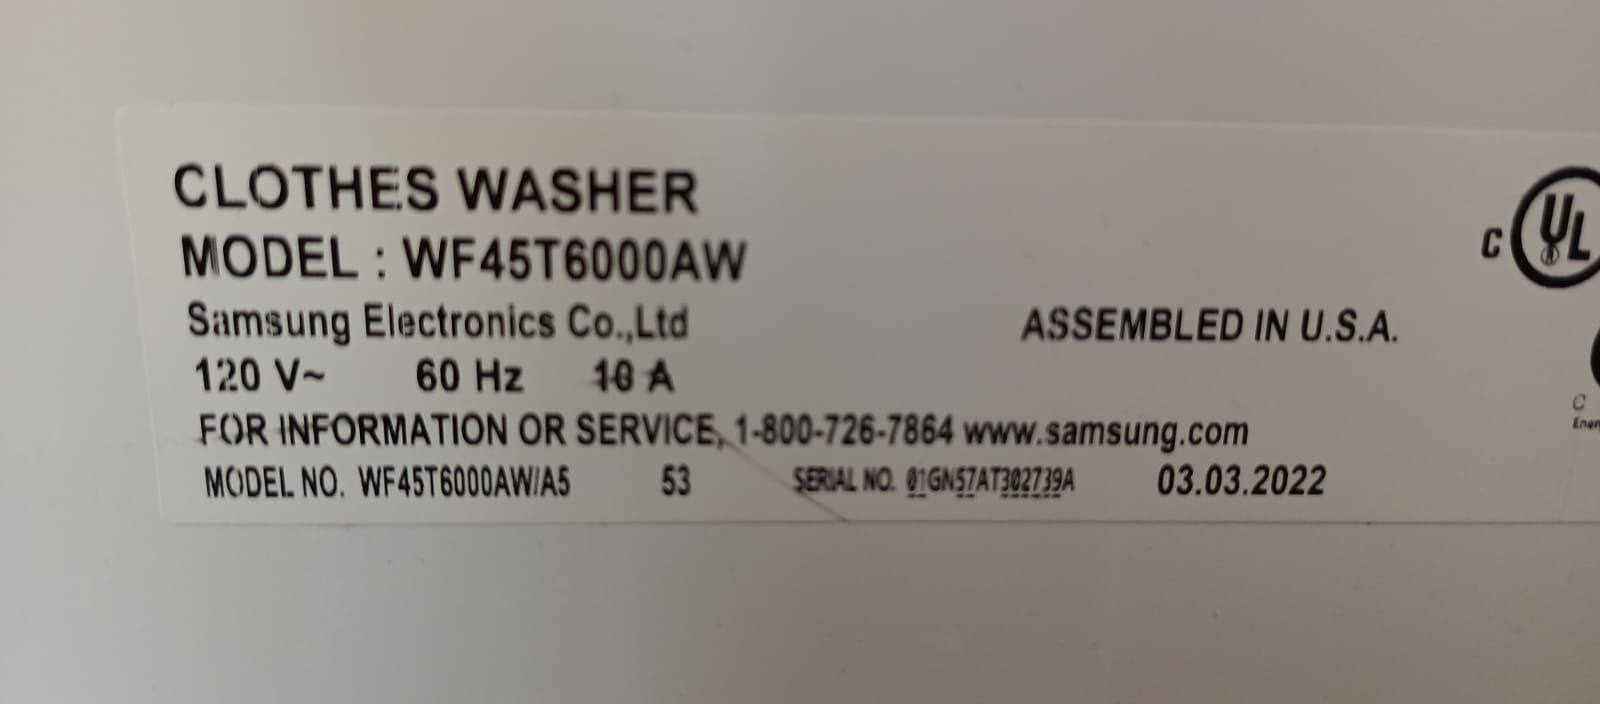 CLOTHES WASHER
MODEL : WF45T6000AW
Samsung Electronics Co.,Ltd
ASSEMBLED IN U.S.A.
C UL ®
120 V~ 60 Hz 10 A
FOR INFORMATION OR SERVICE, 1-800-726-7864 www.samsung.com
MODEL NO. WF45T6000AW/A5 53 SERIAL NO. 01GN57AT302739A 03.03.2022
C